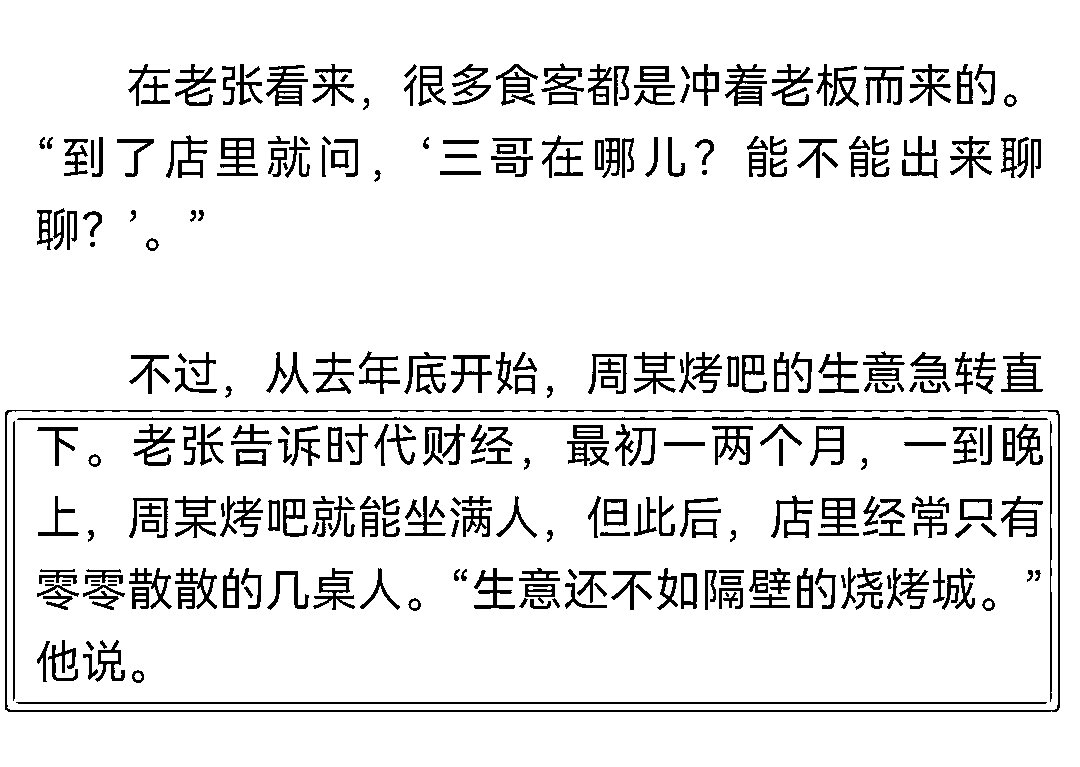 在老张看来，很多食客都是冲着老板而来的。
“到了店里就问，‘三哥在哪儿？能不能出来聊
聊？’。”
不过，从去年底开始，周某烤吧的生意急转直
下。老张告诉时代财经，最初一两个月，一到晚
上，周某烤吧就能坐满人，但此后，店里经常只有
零零散散的几桌人。“生意还不如隔壁的烧烤城。”
他说。